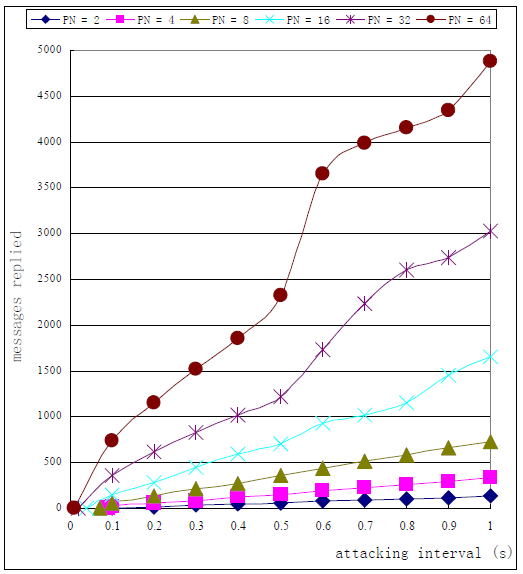 PN = 2 PN = 4 PN = 8 PN = 16 PN = 32 PN = 64
5000
4500
4000
3500
3000
2500
2000
1500
1000
500
0
messages replied
0 0.1 0.2 0.3 0.4 0.5 0.6 0.7 0.8 0.9 1
attacking interval (s)